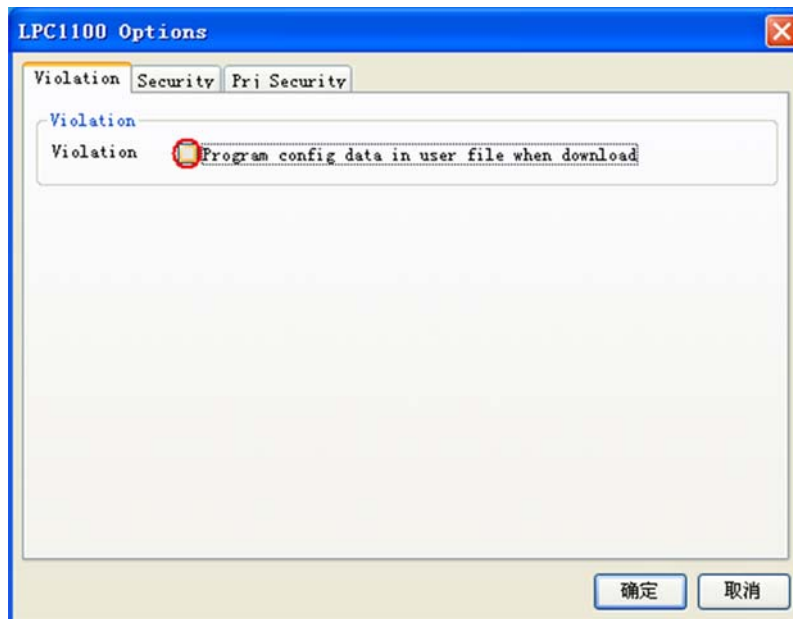 LPC1100 Options
Violation Security Prj Security
Violation
Violation Program config data in user file when download
确定 取消